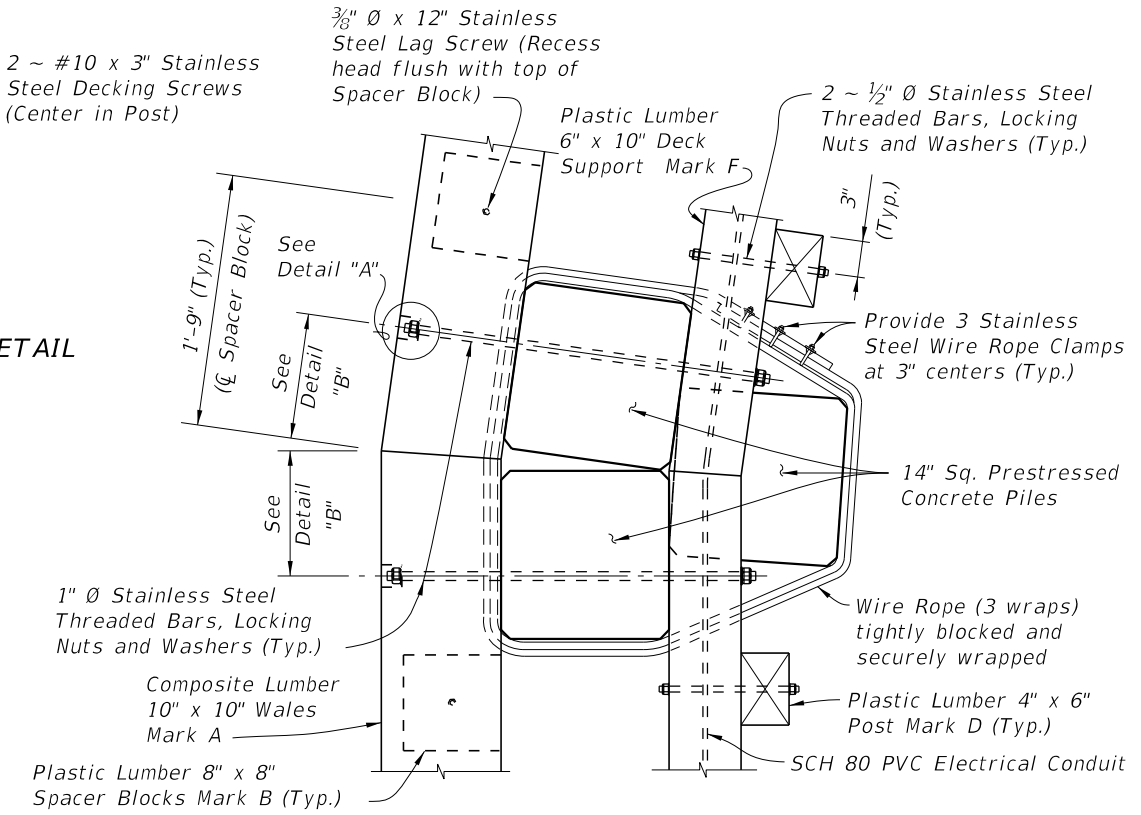 ⅜" Ø x 12" Stainless
Steel Lag Screw (Recess
head flush with top of
Spacer Block)
2 ~ #10 x 3" Stainless
Steel Decking Screws
(Center in Post)
Plastic Lumber
6" x 10" Deck
Support Mark F
2 ~ ½" Ø Stainless Steel
Threaded Bars, Locking
Nuts and Washers (Typ.)
3"
(Typ.)
1'-9" (Typ.)
(℄ Spacer Block)
See
Detail "A"
ETAIL
See
Detail
"B"
Provide 3 Stainless
Steel Wire Rope Clamps
at 3" centers (Typ.)
14" Sq. Prestressed
Concrete Piles
See
Detail
"B"
1" Ø Stainless Steel
Threaded Bars, Locking
Nuts and Washers (Typ.)
Wire Rope (3 wraps)
tightly blocked and
securely wrapped
Composite Lumber
10" x 10" Wales
Mark A
Plastic Lumber 4" x 6"
Post Mark D (Typ.)
SCH 80 PVC Electrical Conduit
Plastic Lumber 8" x 8"
Spacer Blocks Mark B (Typ.)